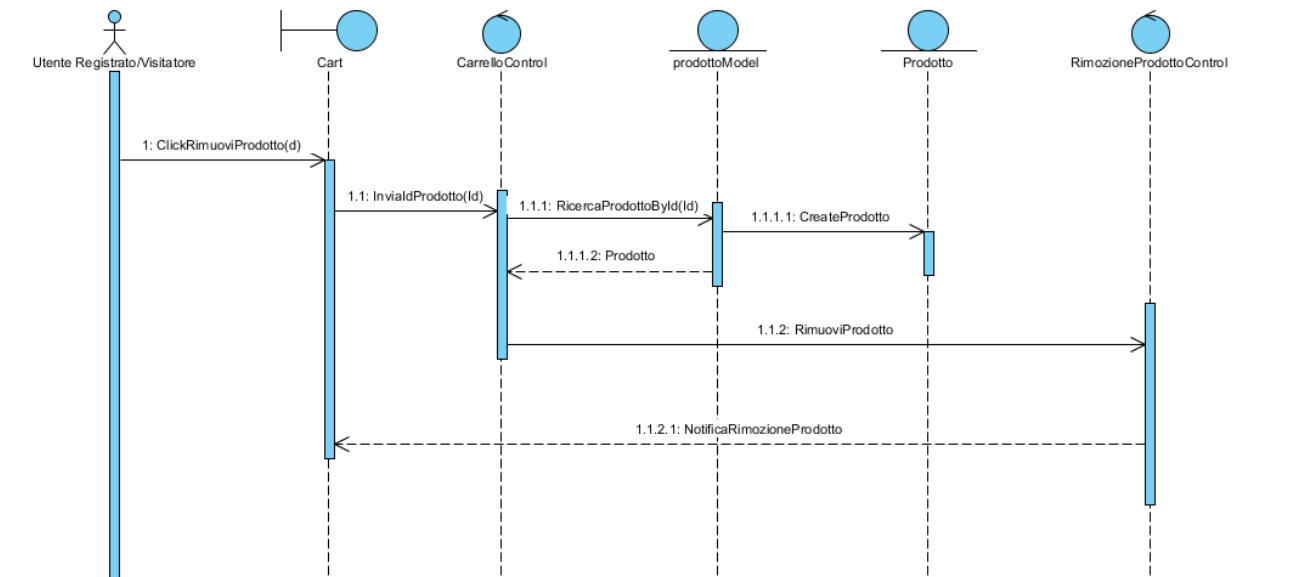 Utente Registrato/Visitatore
Cart
CarrelloControl
prodottoModel
Prodotto
RimozioneProdottoControl
1: ClickRimuoviProdotto(d)
1.1: InviaIdProdotto(Id)
1.1.1: RicercaProdottoById(Id)
1.1.1.1: CreateProdotto
1.1.1.2: Prodotto
1.1.2: RimuoviProdotto
1.1.2.1: NotificaRimozioneProdotto